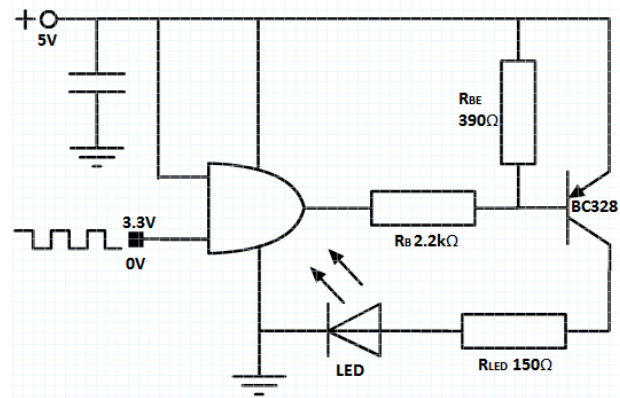 +
5V
RBE
390Ω
BC328
3.3V
0V
RB 2.2kΩ
LED
RLED 150Ω